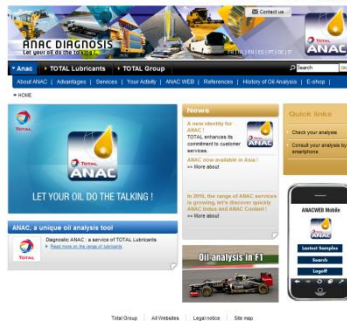 Contact us
ANAC DIAGNOSIS
Let your oil do the talking !
TOTAL
ANAC
Anac
TOTAL Lubricants
TOTAL Group
Search
About ANAC | Advantages | Services | Your Activity | ANAC WEB | References | History of Oil Analysis | E-shop |
HOME
TOTAL
TOTAL
ANAC
LET YOUR OIL DO THE TALKING !
News
A new identity for
ANAC !
TOTAL enhances its
commitment to customer
services.
ANAC now available in Asia !
>> More about
In 2010, the range of ANAC services
is growing, let's discover quickly
ANAC Indus and ANAC Coolant !
>> More about
Quick links
Check your analysis
Consult your analysis by
smartphone
ANAC, a unique oil analysis tool
TOTAL
Diagnostic ANAC : a service of TOTAL Lubricants
Read more on the range of lubricants
Oil analysis in F1
ANACWEB Mobile
ANAC
Latest Samples
Search
Logoff
Total Group | All Websites | Legal notice | Site map